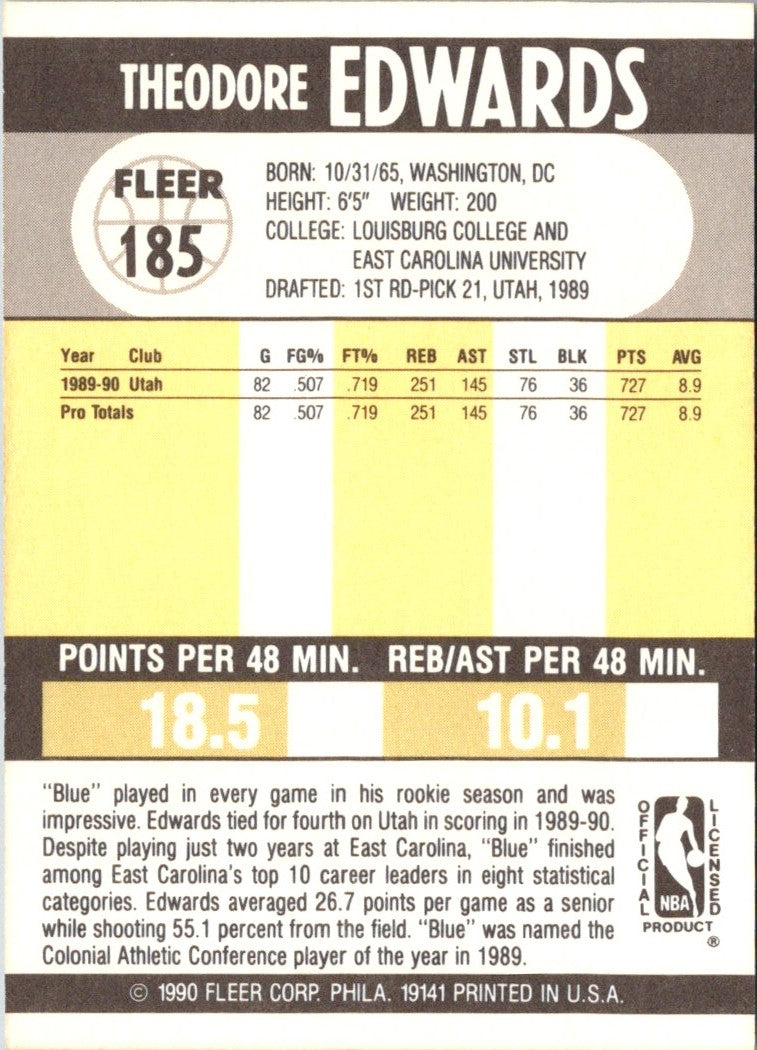 THEODORE EDWARDS
FLEER
185
BORN: 10/31/65, WASHINGTON, DC
HEIGHT: 6'5" WEIGHT: 200
COLLEGE: LOUISBURG COLLEGE AND
EAST CAROLINA UNIVERSITY
DRAFTED: 1ST RD-PICK 21, UTAH, 1989
Year Club G FG% FT% REB AST STL BLK PTS AVG
1989-90 Utah 82 .507 .719 251 145 76 36 727 8.9
Pro Totals 82 .507 .719 251 145 76 36 727 8.9
POINTS PER 48 MIN. REB/AST PER 48 MIN.
18.5 10.1
"Blue" played in every game in his rookie season and was
impressive. Edwards tied for fourth on Utah in scoring in 1989-90.
Despite playing just two years at East Carolina, "Blue" finished
among East Carolina's top 10 career leaders in eight statistical
categories. Edwards averaged 26.7 points per game as a senior
while shooting 55.1 percent from the field. "Blue" was named the
Colonial Athletic Conference player of the year in 1989.
OFFICIAL
NBA
LICENSED
PRODUCT
®
© 1990 FLEER CORP. PHILA. 19141 PRINTED IN U.S.A.